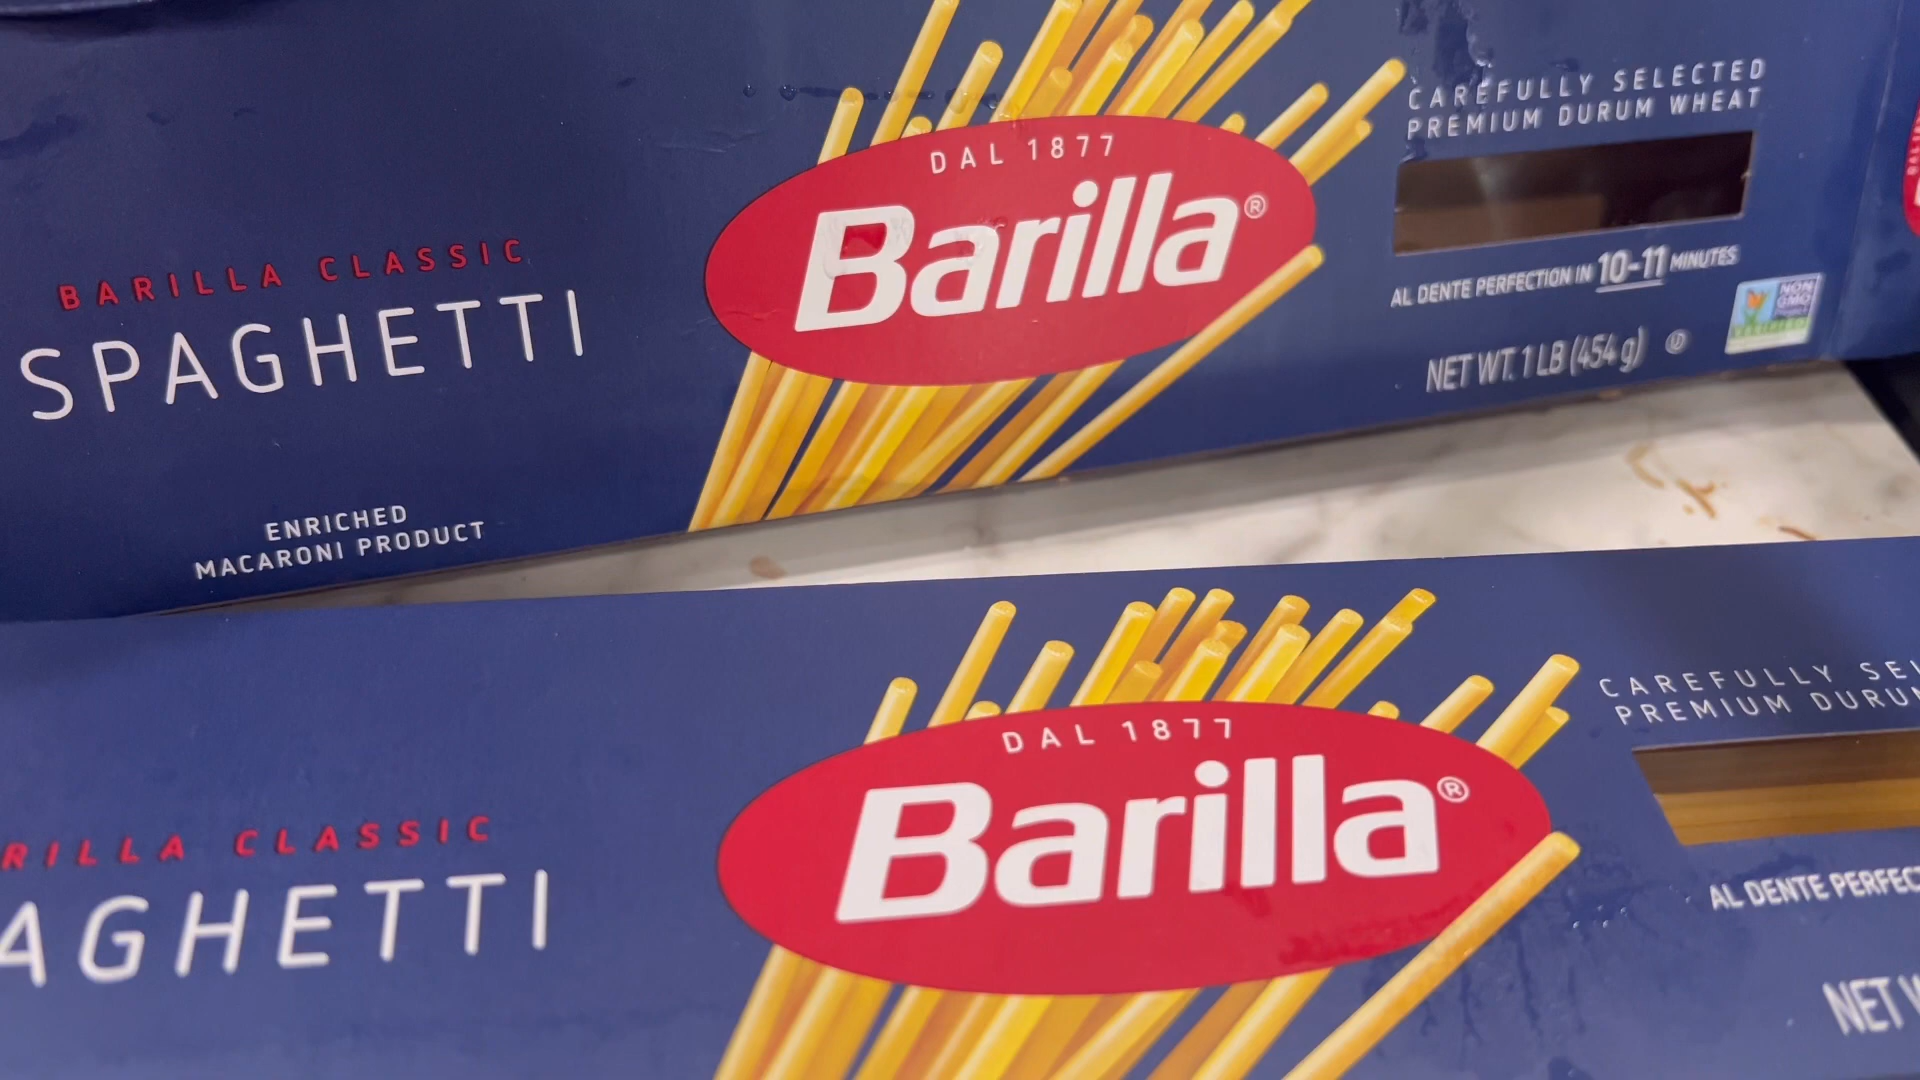 CAREFULLY SELECTED
PREMIUM DURUM WHEAT
DAL 1877
Barilla®
BARILLA CLASSIC
SPAGHETTI
AL DENTE PERFECTION IN 10-11 MINUTES
NON
GMO
VERIFIED
NET WT. 1 LB (454 g) U
ENRICHED
MACARONI PRODUCT
CAREFULLY SEL
PREMIUM DURUM
DAL 1877
Barilla®
RILLA CLASSIC
AGHETTI
AL DENTE PERFEC
NET W